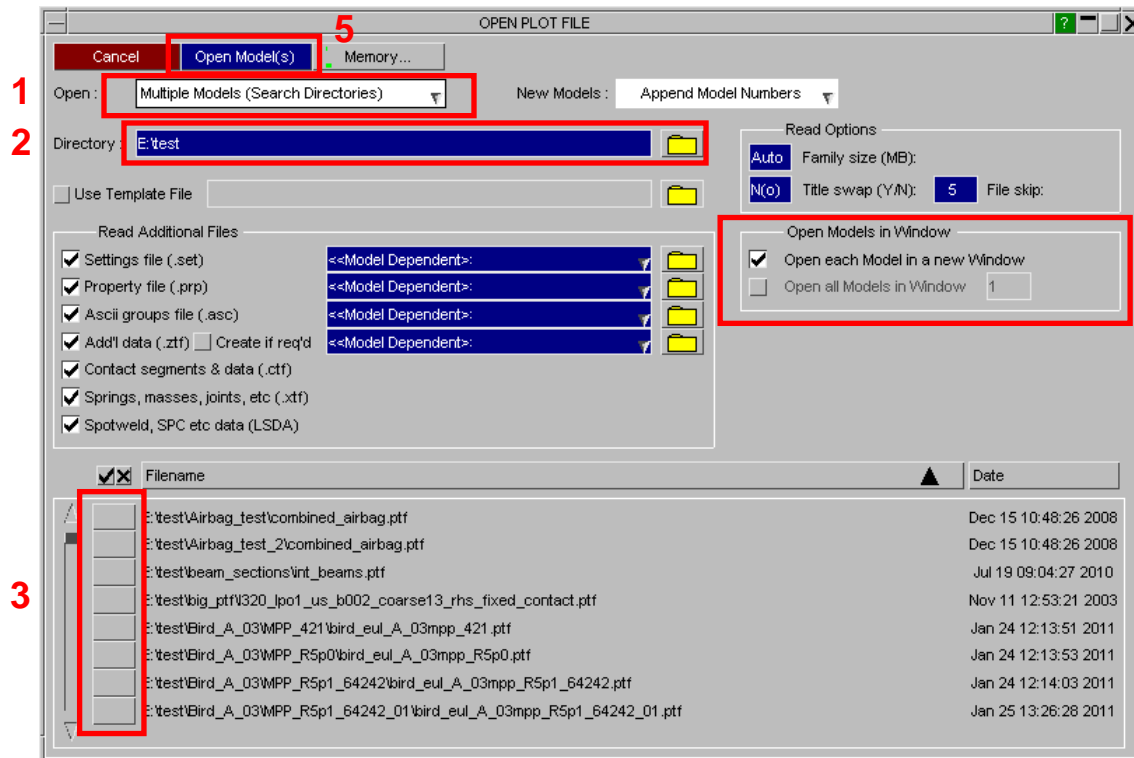 OPEN PLOT FILE ?
5
Cancel Open Model(s) Memory...
1 Open : Multiple Models (Search Directories) New Models : Append Model Numbers
2 Directory : E:\test
Read Options
Auto Family size (MB):
N(o) Title swap (Y/N): 5 File skip:
Use Template File
Read Additional Files
Open Models in Window
Settings file (.set) <<Model Dependent>:
Open each Model in a new Window
Property file (.prp) <<Model Dependent>:
Open all Models in Window 1
Ascii groups file (.asc) <<Model Dependent>:
Add'l data (.ztf) Create if req'd <<Model Dependent>:
Contact segments & data (.ctf)
Springs, masses, joints, etc (.xtf)
Spotweld, SPC etc data (LSDA)
Filename Date
E:\test\Airbag_test\combined_airbag.ptf Dec 15 10:48:26 2008
E:\test\Airbag_test_2\combined_airbag.ptf Dec 15 10:48:26 2008
E:\test\beam_sections\int_beams.ptf Jul 19 09:04:27 2010
3
E:\test\big_ptf\l320_lpo1_us_b002_coarse13_rhs_fixed_contact.ptf Nov 11 12:53:21 2003
E:\test\Bird_A_03\MPP_421\bird_eul_A_03mpp_421.ptf Jan 24 12:13:51 2011
E:\test\Bird_A_03\MPP_R5p0\bird_eul_A_03mpp_R5p0.ptf Jan 24 12:13:53 2011
E:\test\Bird_A_03\MPP_R5p1_64242\bird_eul_A_03mpp_R5p1_64242.ptf Jan 24 12:14:03 2011
E:\test\Bird_A_03\MPP_R5p1_64242_01\bird_eul_A_03mpp_R5p1_64242_01.ptf Jan 25 13:26:28 2011